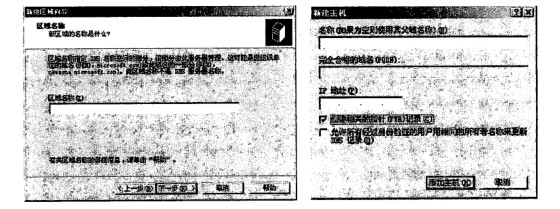 新建区域向导
区域名称
新区域的名称是什么?
区域名称指定 DNS 名称空间的部分，该部分由此服务器管理。这可能是您组织单
位的域名(例如，microsoft.com)或此域名的一部分(例如，
newzone.microsoft.com)。此区域名称不是 DNS 服务器名称。
区域名称(Z):
有关区域名称的详细信息，请单击“帮助”。
<上一步(B)
下一步(N)>
取消
帮助
新建主机
名称(如果为空则使用其父域名称)(N):
完全合格的域名(FQDN):
IP 地址(P):
创建相关的指针(PTR)记录(C)
允许所有经过身份验证的用户用相同的所有者名称来更新
DNS 记录(O)
添加主机(H)
取消